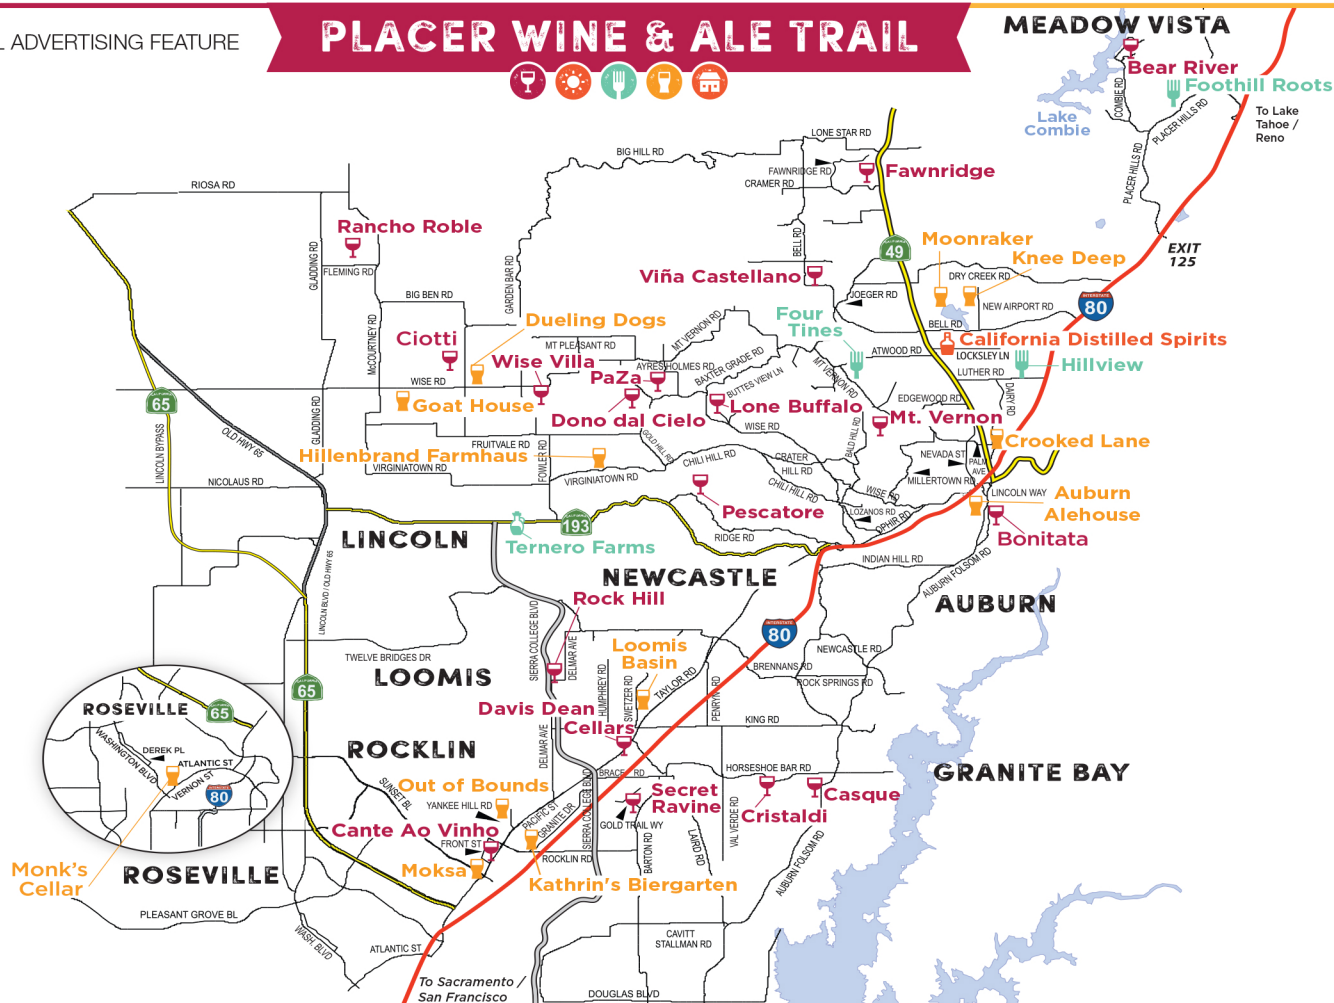 L ADVERTISING FEATURE
PLACER WINE & ALE TRAIL
MEADOW VISTA
Bear River
Foothill Roots
Lake
Combie
COMBIE RD
PLACER HILLS RD
PLACER HILLS RD
To Lake
Tahoe /
Reno
EXIT
125
LONE STAR RD
BIG HILL RD
FAWNRIDGE RD
CRAMER RD
Fawnridge
RIOSA RD
Rancho Roble
GLADDING RD
FLEMING RD
BELL RD
CALIFORNIA
49
Moonraker
Knee Deep
Viña Castellano
DRY CREEK RD
NEW AIRPORT RD
JOEGER RD
INTERSTATE
80
BIG BEN RD
GARDEN BAR RD
McCOURTNEY RD
Dueling Dogs
Ciotti
MT PLEASANT RD
MT VERNON RD
Four
Tines
BELL RD
California Distilled Spirits
ATWOOD RD
LOCKSLEY LN
Hillview
LUTHER RD
Wise Villa
AYRES HOLMES RD
BAXTER GRADE RD
MT VERNON RD
PaZa
WISE RD
BUTTES VIEW LN
DAIRY RD
EDGEWOOD RD
CALIFORNIA
65
Goat House
Dono dal Cielo
Lone Buffalo
Mt. Vernon
GLADDING RD
LINCOLN BYPASS
OLD HWY 65
FRUITVALE RD
FOWLER RD
GOLD HILL RD
WISE RD
BALD HILL RD
Crooked Lane
Hillenbrand Farmhaus
VIRGINIATOWN RD
VIRGINIATOWN RD
CHILI HILL RD
CRATER
HILL RD
CHILI HILL RD
NEVADA ST
PALM
AVE
MILLERTOWN RD
NICOLAUS RD
Pescatore
WISE RD
LOZANOS RD
OPHIR RD
LINCOLN WAY
Auburn
Alehouse
Bonitata
LINCOLN
CALIFORNIA
193
Ternero Farms
RIDGE RD
INDIAN HILL RD
AUBURN FOLSOM RD
NEWCASTLE
AUBURN
LINCOLN BLVD / OLD HWY 65
Rock Hill
SIERRA COLLEGE BLVD
DELMAR AVE
INTERSTATE
80
TWELVE BRIDGES DR
LOOMIS
Loomis
Basin
HUMPHREY RD
SWETZER RD
TAYLOR RD
PENRYN RD
BRENNANS RD
NEWCASTLE RD
ROCK SPRINGS RD
CALIFORNIA
65
Davis Dean
Cellars
KING RD
ROSEVILLE
65
WASHINGTON BLVD
DEREK PL
ATLANTIC ST
VERNON ST
INTERSTATE
80
ROCKLIN
DELMAR AVE
BRACE RD
HORSESHOE BAR RD
GRANITE BAY
SUNSET BL
Out of Bounds
YANKEE HILL RD
PACIFIC ST
GRANITE DR
SIERRA COLLEGE BLVD
Secret
Ravine
GOLD TRAIL WY
Cristaldi
Casque
VAL VERDE RD
Cante Ao Vinho
FRONT ST
ROCKLIN RD
BARTON RD
LAIRD RD
AUBURN FOLSOM RD
Moksa
Kathrin's Biergarten
Monk's
Cellar
ROSEVILLE
PLEASANT GROVE BL
WASH. BLVD
ATLANTIC ST
CAVITT
STALLMAN RD
To Sacramento /
San Francisco
DOUGLAS BLVD